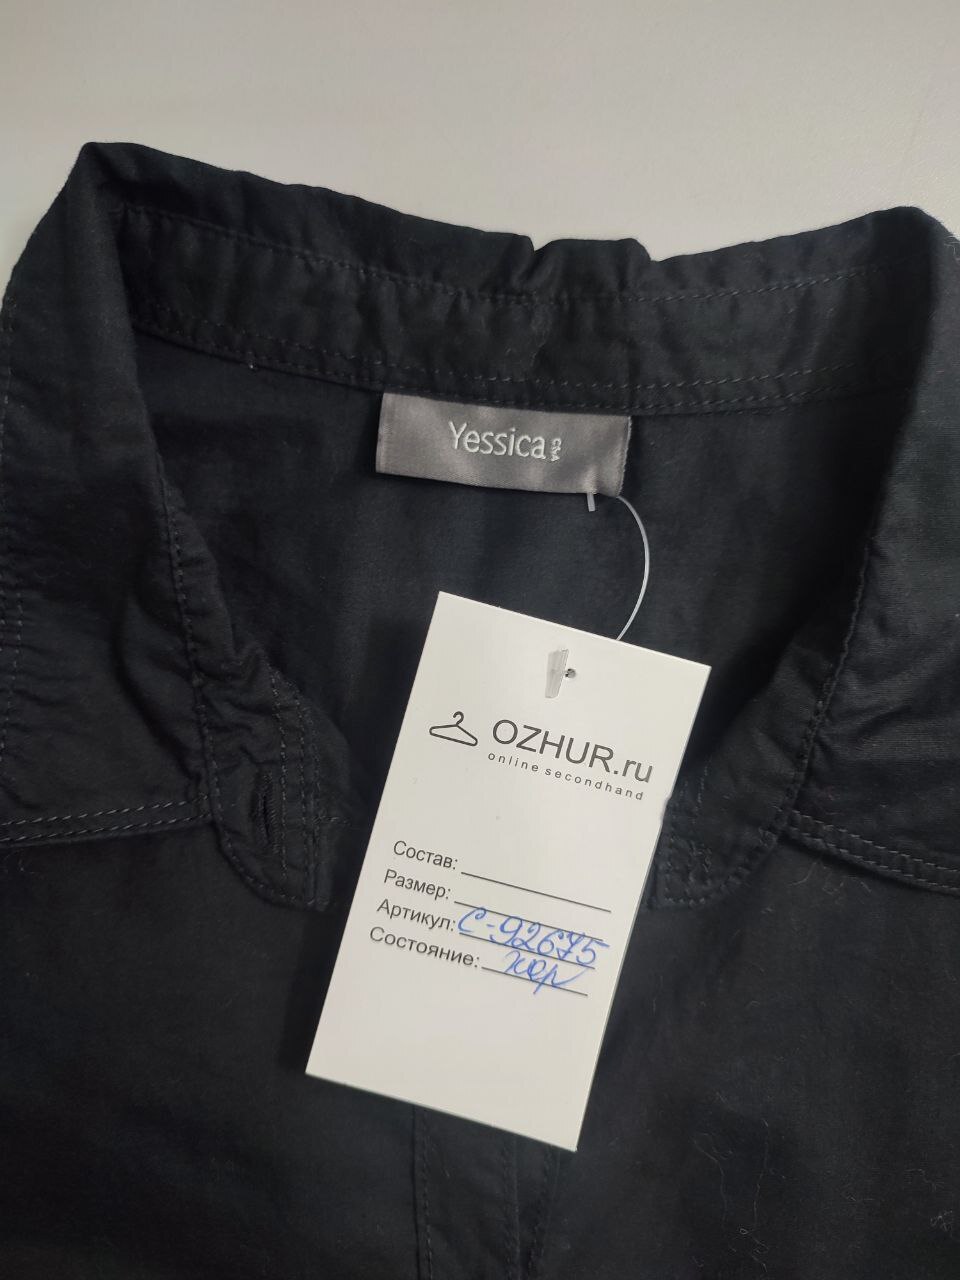 Yessica C&A
OZHUR.ru
online secondhand
Состав:
Размер:
Артикул: С-92675
Состояние: хор